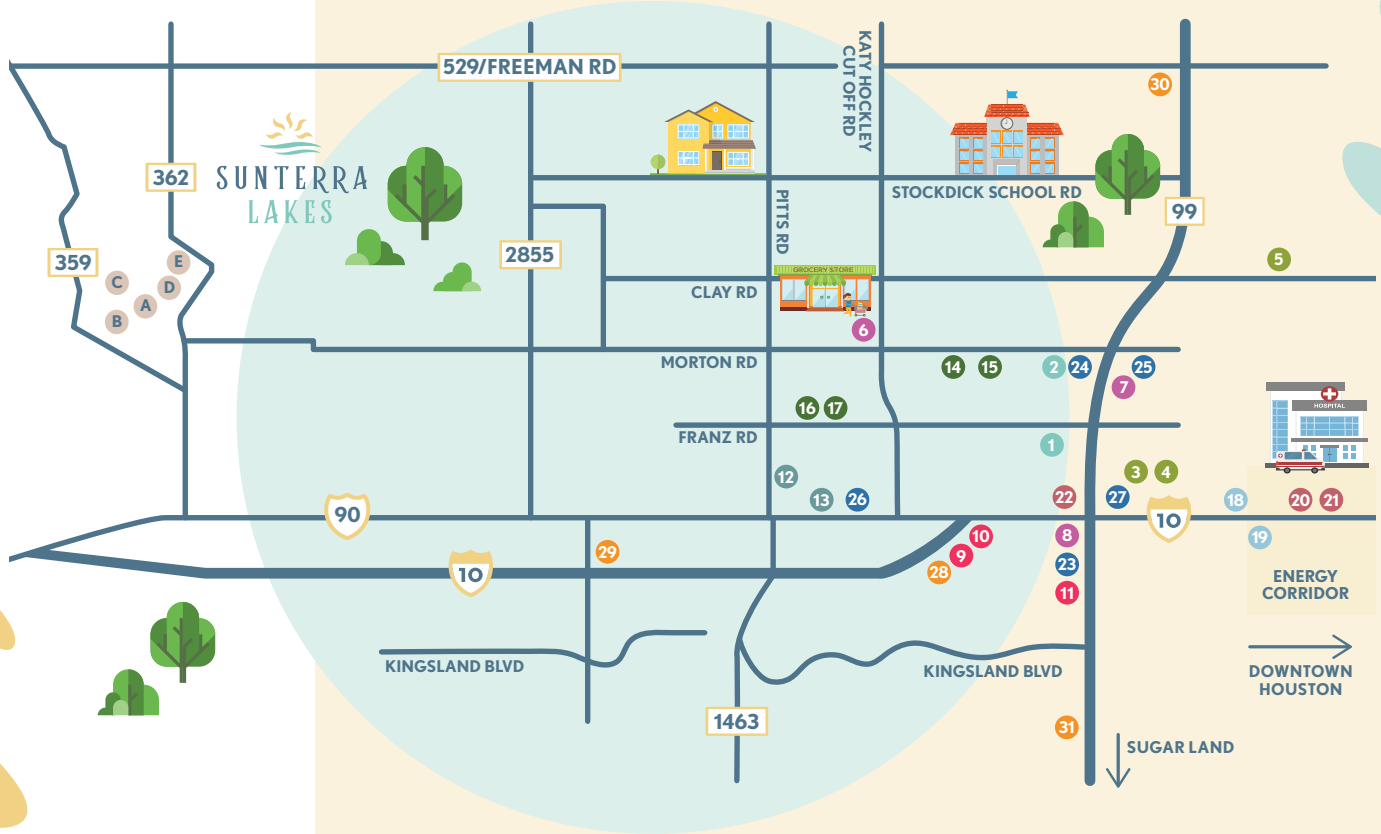 529/FREEMAN RD
KATY HOCKLEY
CUT OFF RD
30
362
SUNTERRA
LAKES
STOCKDICK SCHOOL RD
PITTS RD
99
359
2855
E
C
D
A
B
5
GROCERY STORE
CLAY RD
6
MORTON RD
14
15
2
24
25
7
HOSPITAL
16
17
FRANZ RD
1
12
3
4
13
26
22
27
18
20
21
90
10
8
19
10
29
9
28
23
10
11
ENERGY
CORRIDOR
KINGSLAND BLVD
KINGSLAND BLVD
DOWNTOWN
HOUSTON
1463
31
SUGAR LAND